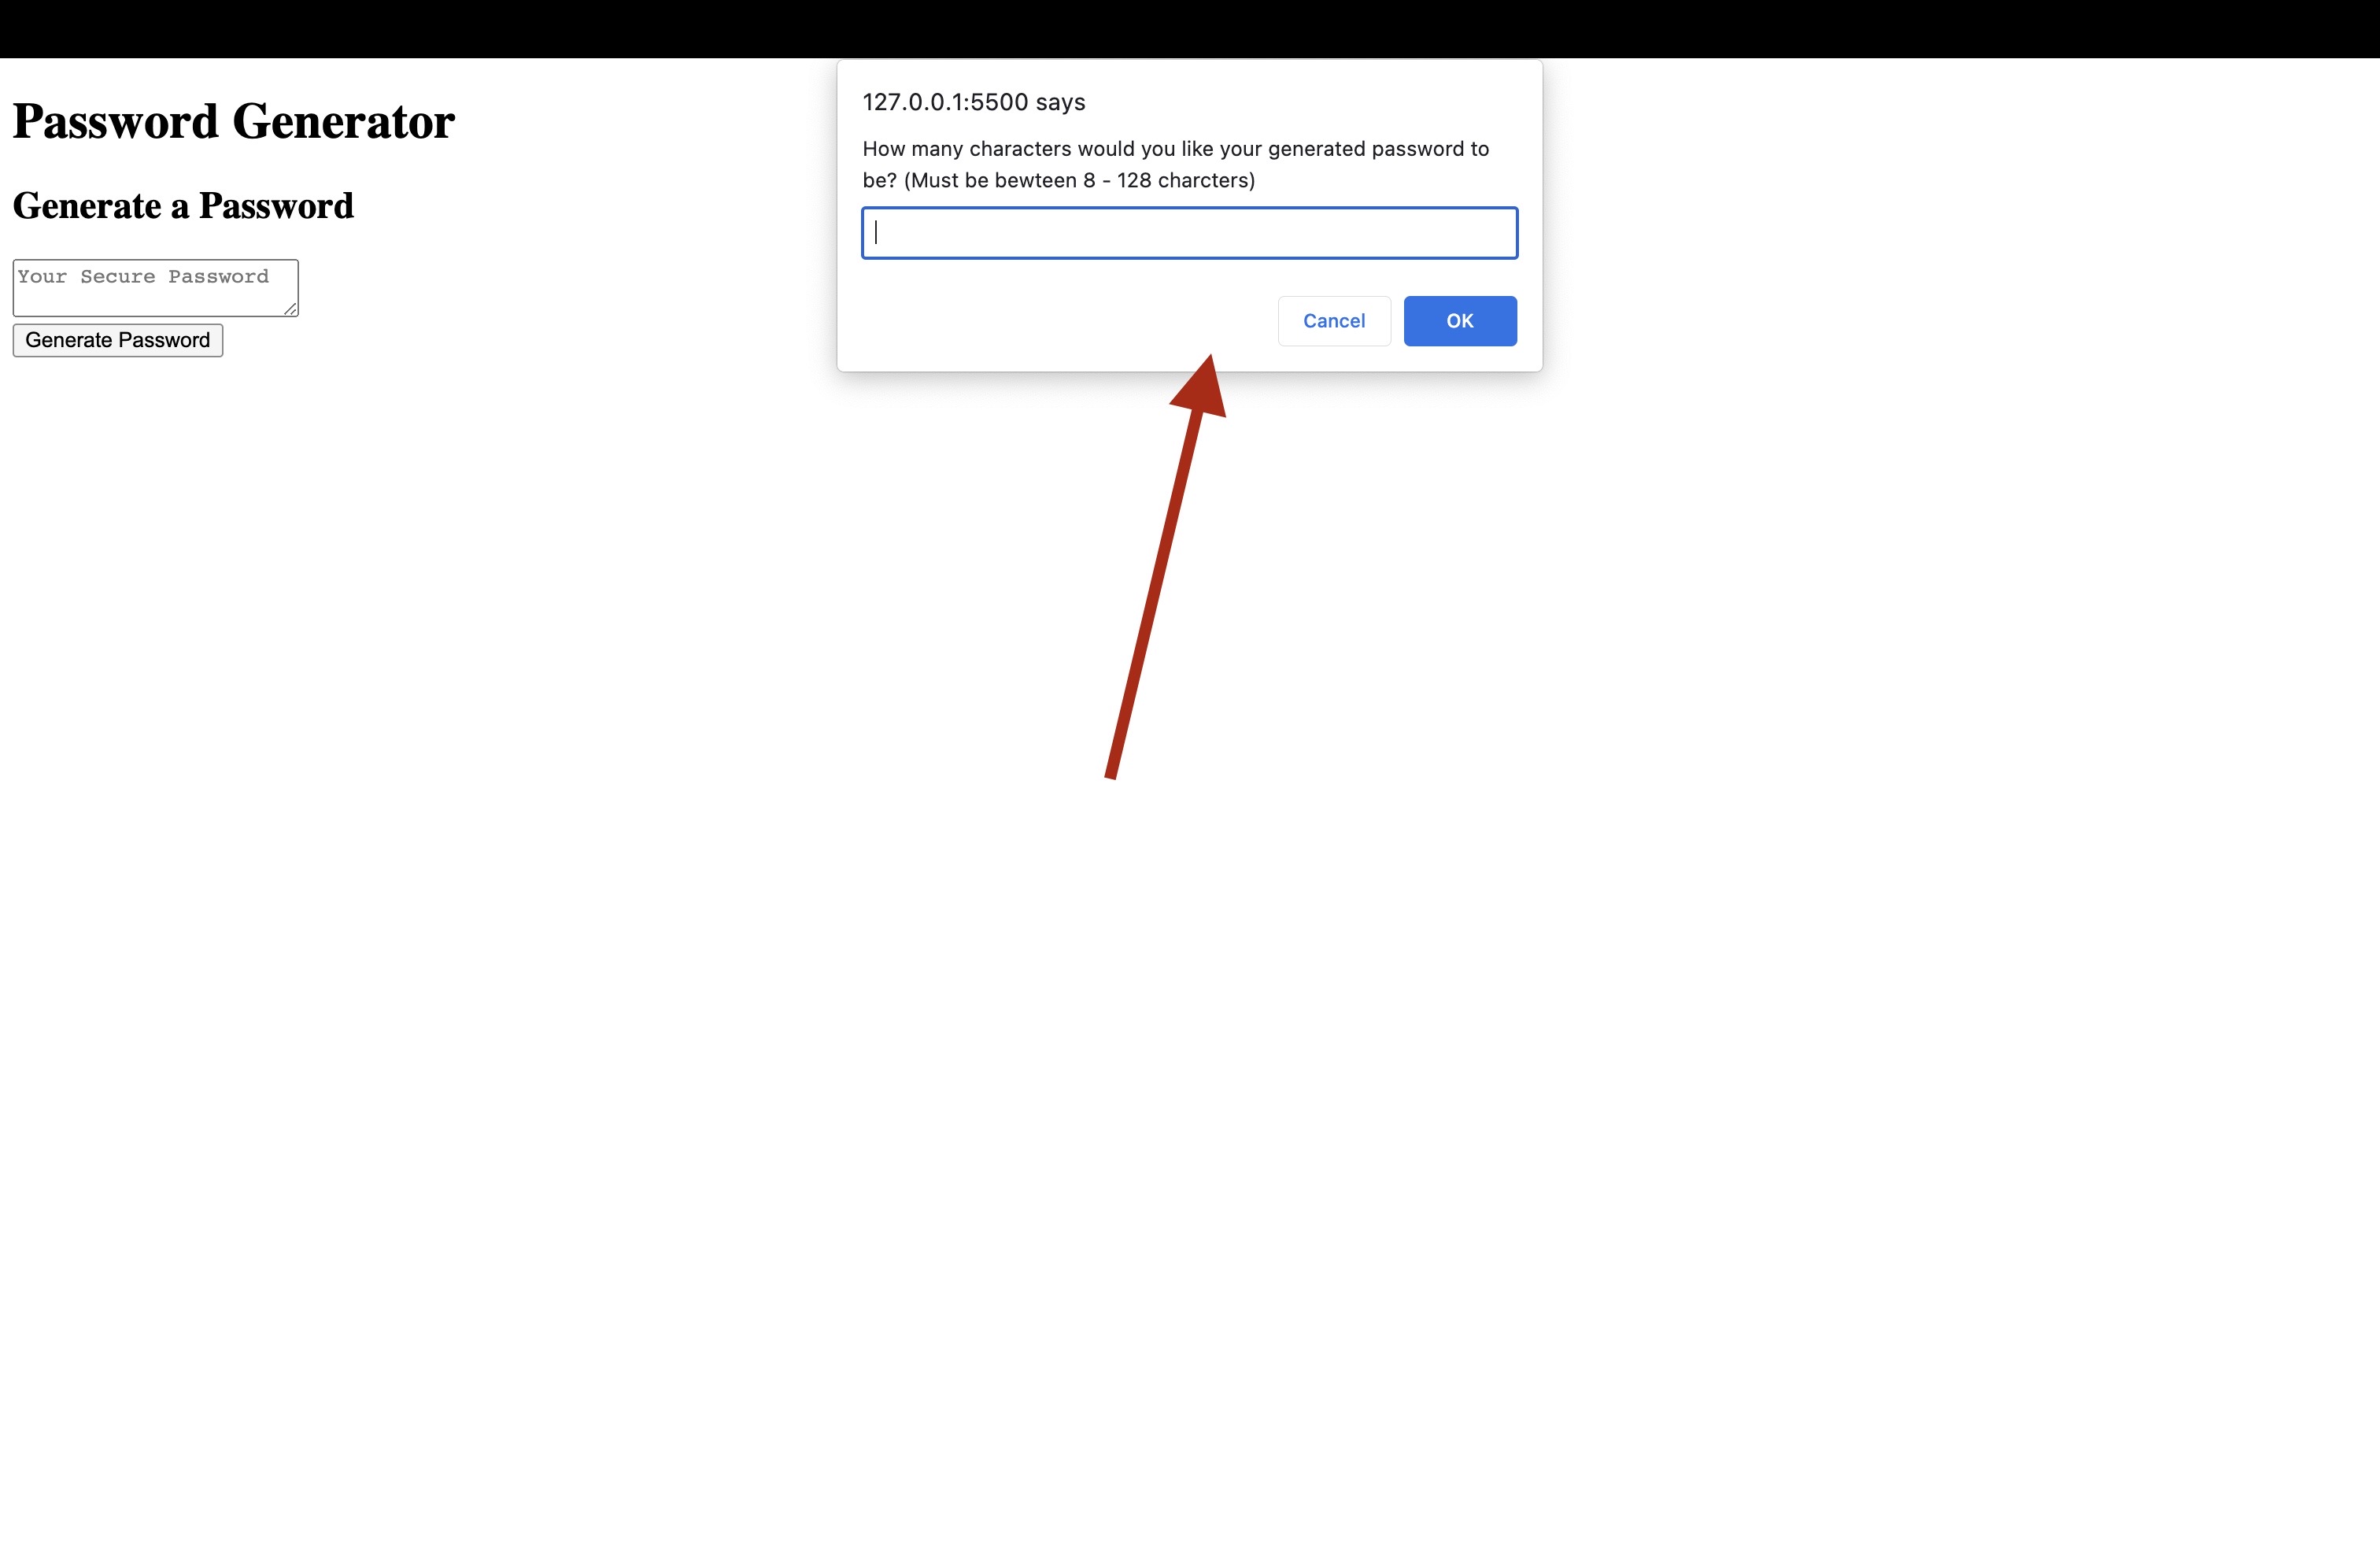 Password Generator
Generate a Password
Your Secure Password
Generate Password
127.0.0.1:5500 says
How many characters would you like your generated password to
be? (Must be bewteen 8 - 128 charcters)
Cancel
OK